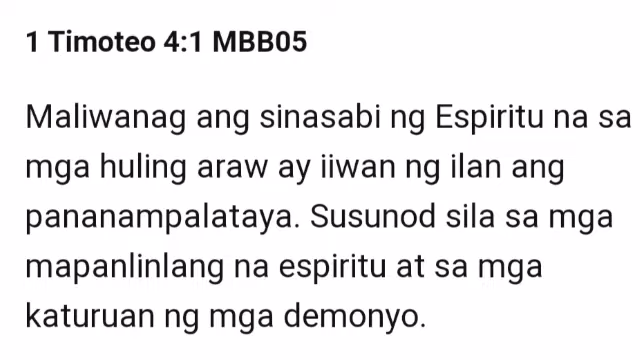 1 Timoteo 4:1 MBB05
Maliwanag ang sinasabi ng Espiritu na sa
mga huling araw ay iiwan ng ilan ang
pananampalataya. Susunod sila sa mga
mapanlinlang na espiritu at sa mga
katuruan ng mga demonyo.